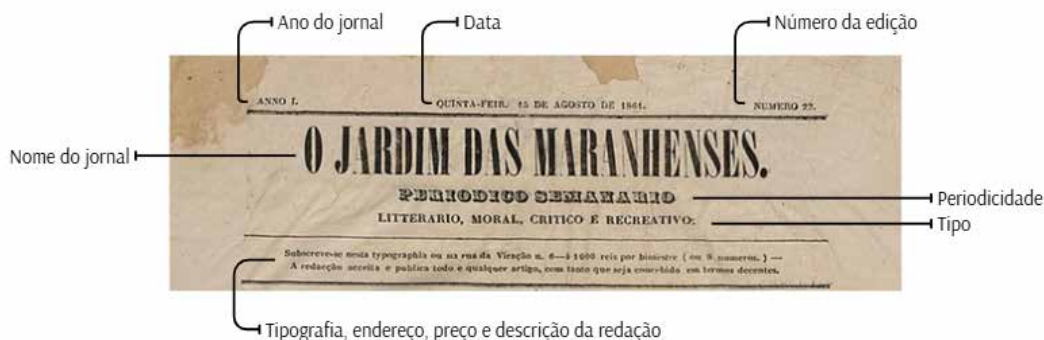 Ano do jornal
Data
Número da edição
ANNO I.
QUINTA-FEIR. 15 DE AGOSTO DE 1861.
NUMERO 22.
Nome do jornal
O JARDIM DAS MARANHENSES.
PERIODICO SEMANARIO
Periodicidade
LITTERARIO, MORAL, CRITICO E RECREATIVO.
Tipo
Subscreve-se nesta typographia ou na rua da Viração n. 6—á 1000 reis por bimestre ( ou 8 numeros. ) —
A redacção acceita e publica todo e qualquer artigo, com tanto que seja concebido em termos decentes.
Tipografia, endereço, preço e descrição da redação